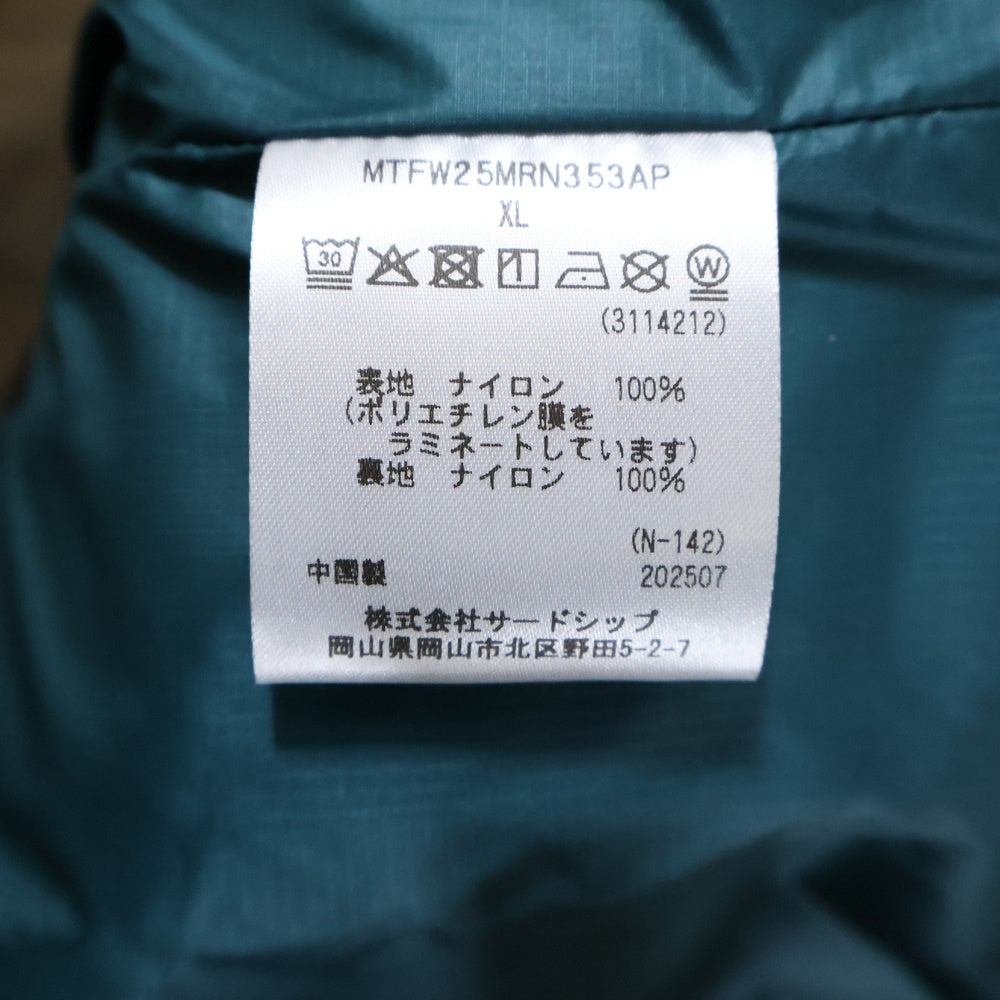 MTFW25MRN353AP
XL
30 W
(3114212)
表地 ナイロン 100%
(ポリエチレン膜を
ラミネートしています)
裏地 ナイロン 100%
(N-142)
中国製 202507
株式会社サードシップ
岡山県岡山市北区野田5-2-7